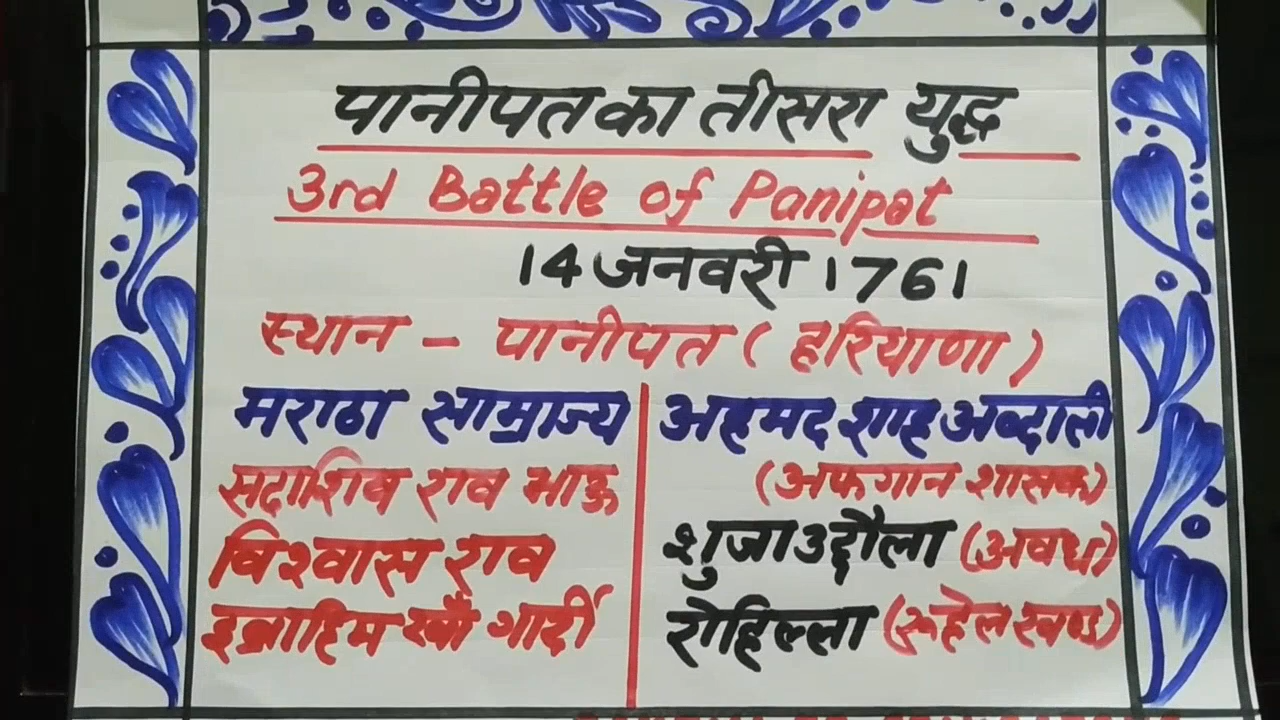 पानीपत का तीसरा युद्ध
3rd Battle of Panipat
14 जनवरी 1761
स्थान - पानीपत ( हरियाणा )
मराठा साम्राज्य
सदाशिव राव भाऊ
विश्वास राव
इब्राहिम खाँ गार्दी
अहमद शाह अब्दाली
(अफगान शासक)
शुजाउद्दौला (अवध)
रोहिल्ला (रूहेलखण्ड)